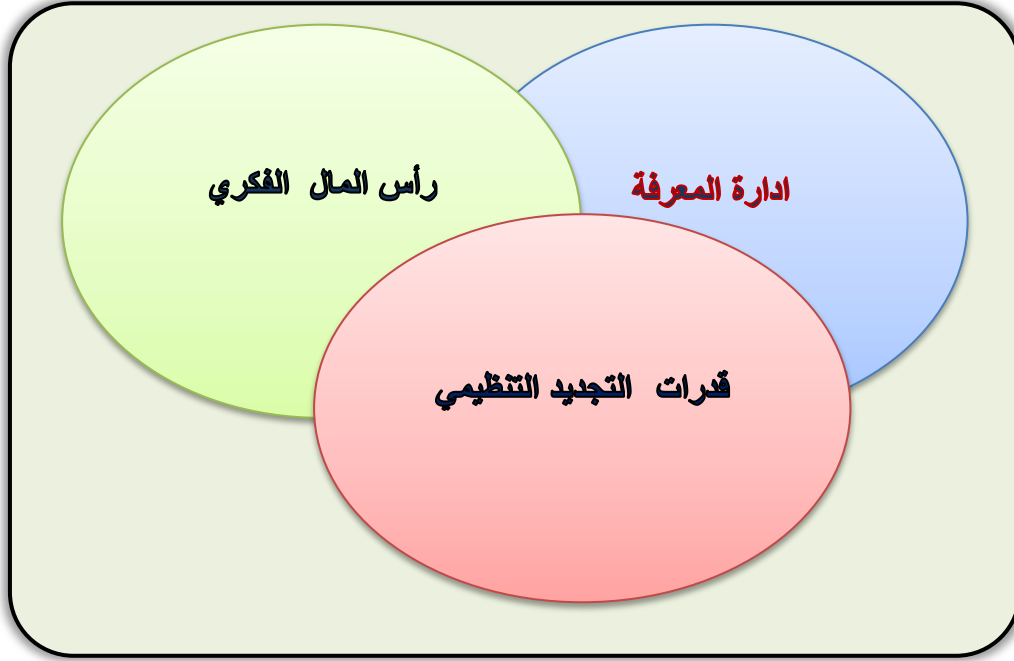 ادارة المعرفة
رأس المال الفكري
قدرات التجديد التنظيمي